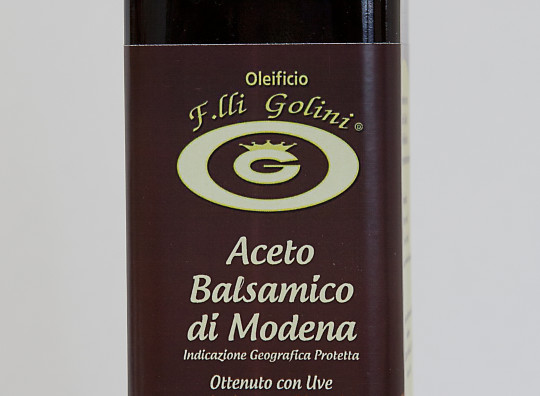 Oleificio
F.lli Golini
G
Aceto
Balsamico
di Modena
Indicazione Geografica Protetta
Ottenuto con Uve